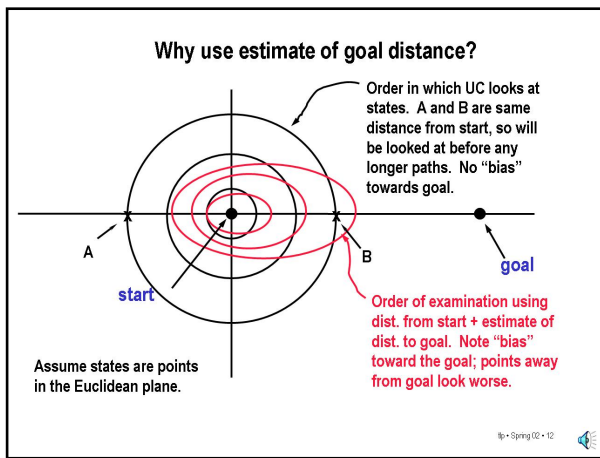 Why use estimate of goal distance?
Order in which UC looks at
states. A and B are same
distance from start, so will
be looked at before any
longer paths. No “bias”
towards goal.
A
B
start
goal
Order of examination using
dist. from start + estimate of
dist. to goal. Note “bias”
toward the goal; points away
from goal look worse.
Assume states are points
in the Euclidean plane.
tlp • Spring 02 • 12